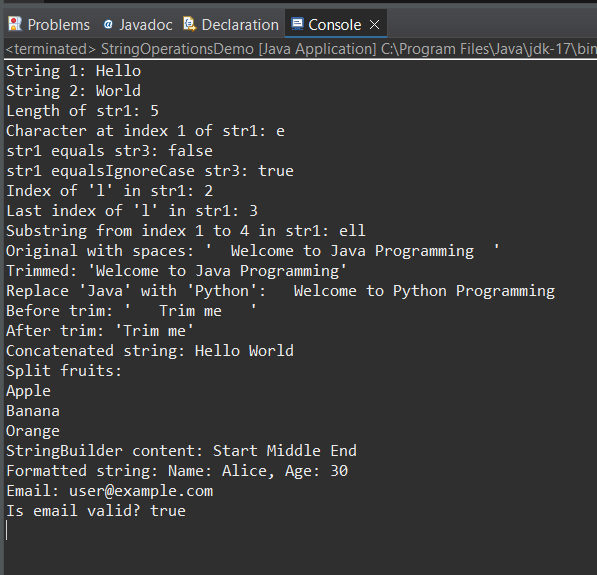 Problems @ Javadoc Declaration Console
<terminated> StringOperationsDemo [Java Application] C:\Program Files\Java\jdk-17\bin
String 1: Hello
String 2: World
Length of str1: 5
Character at index 1 of str1: e
str1 equals str3: false
str1 equalsIgnoreCase str3: true
Index of 'l' in str1: 2
Last index of 'l' in str1: 3
Substring from index 1 to 4 in str1: ell
Original with spaces: '  Welcome to Java Programming  '
Trimmed: 'Welcome to Java Programming'
Replace 'Java' with 'Python':   Welcome to Python Programming
Before trim: '   Trim me   '
After trim: 'Trim me'
Concatenated string: Hello World
Split fruits:
Apple
Banana
Orange
StringBuilder content: Start Middle End
Formatted string: Name: Alice, Age: 30
Email: user@example.com
Is email valid? true